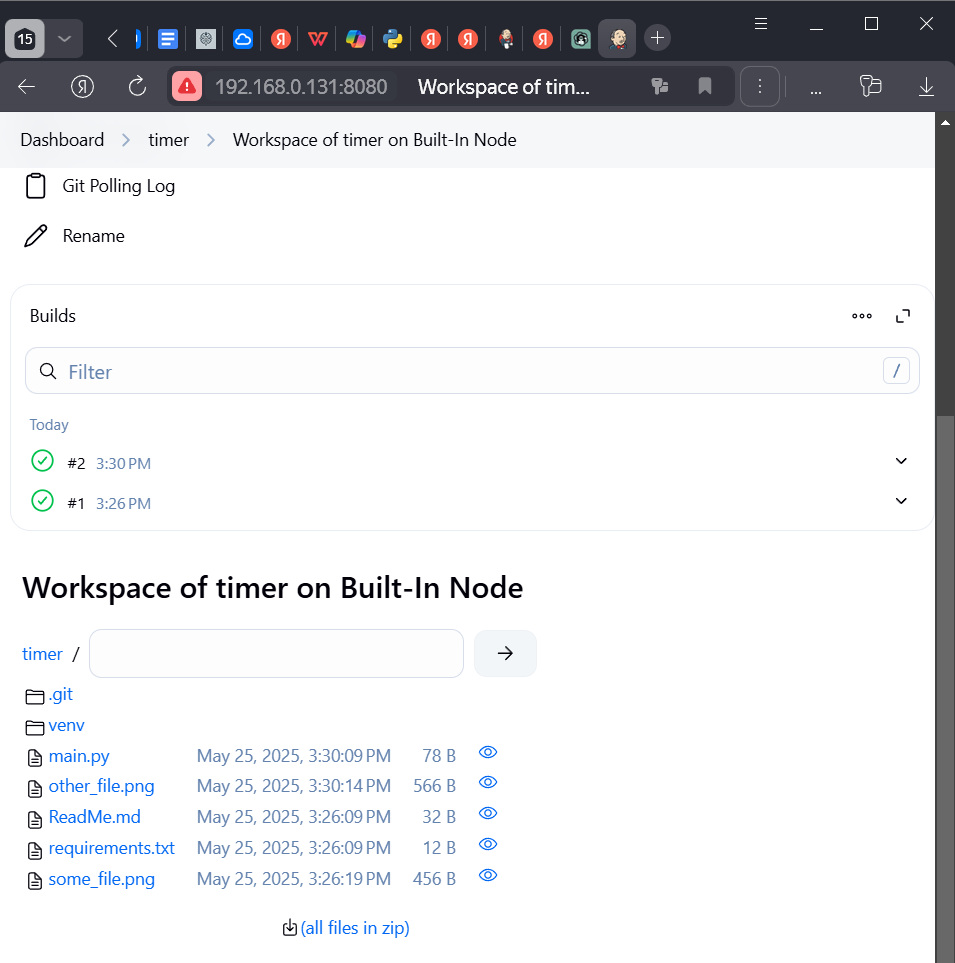 15
192.168.0.131:8080 Workspace of tim... ...
Dashboard > timer > Workspace of timer on Built-In Node
Git Polling Log
Rename
Builds
Filter /
Today
#2 3:30 PM
#1 3:26 PM
Workspace of timer on Built-In Node
timer /
.git
venv
main.py May 25, 2025, 3:30:09 PM 78 B
other_file.png May 25, 2025, 3:30:14 PM 566 B
ReadMe.md May 25, 2025, 3:26:09 PM 32 B
requirements.txt May 25, 2025, 3:26:09 PM 12 B
some_file.png May 25, 2025, 3:26:19 PM 456 B
(all files in zip)